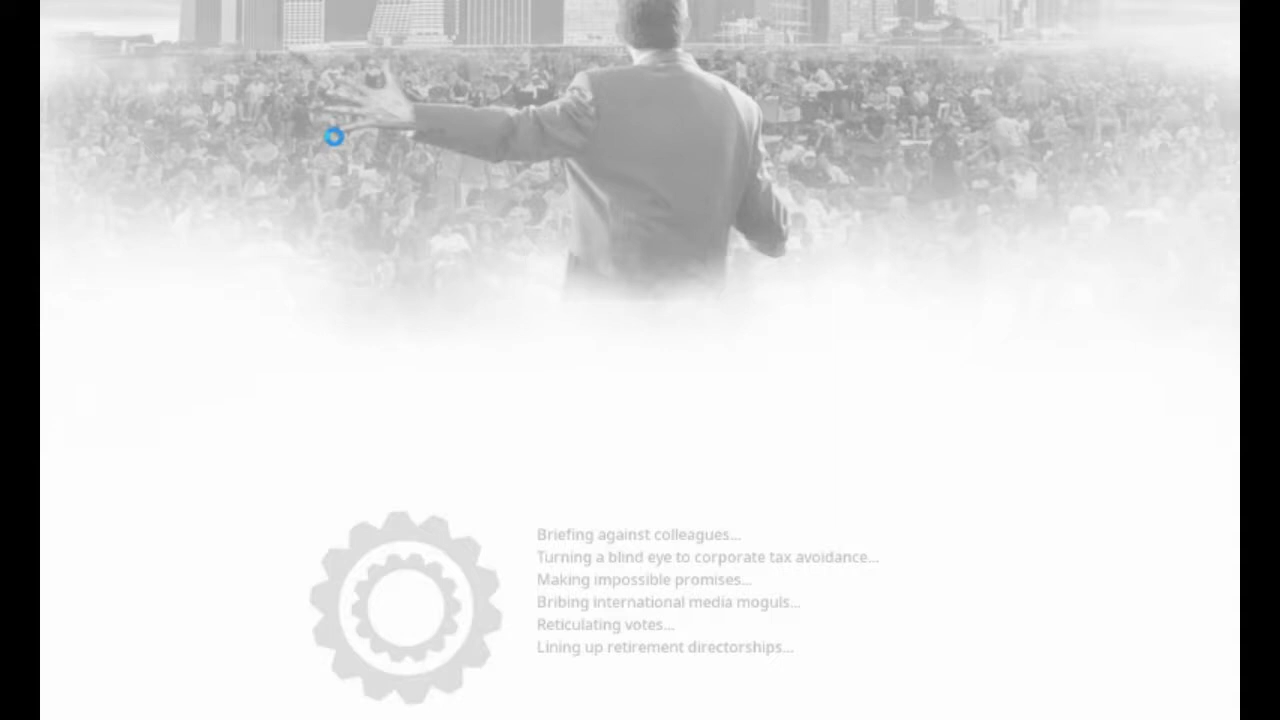 Briefing against colleagues...
Turning a blind eye to corporate tax avoidance...
Making impossible promises...
Bribing international media moguls...
Reticulating votes...
Lining up retirement directorships...